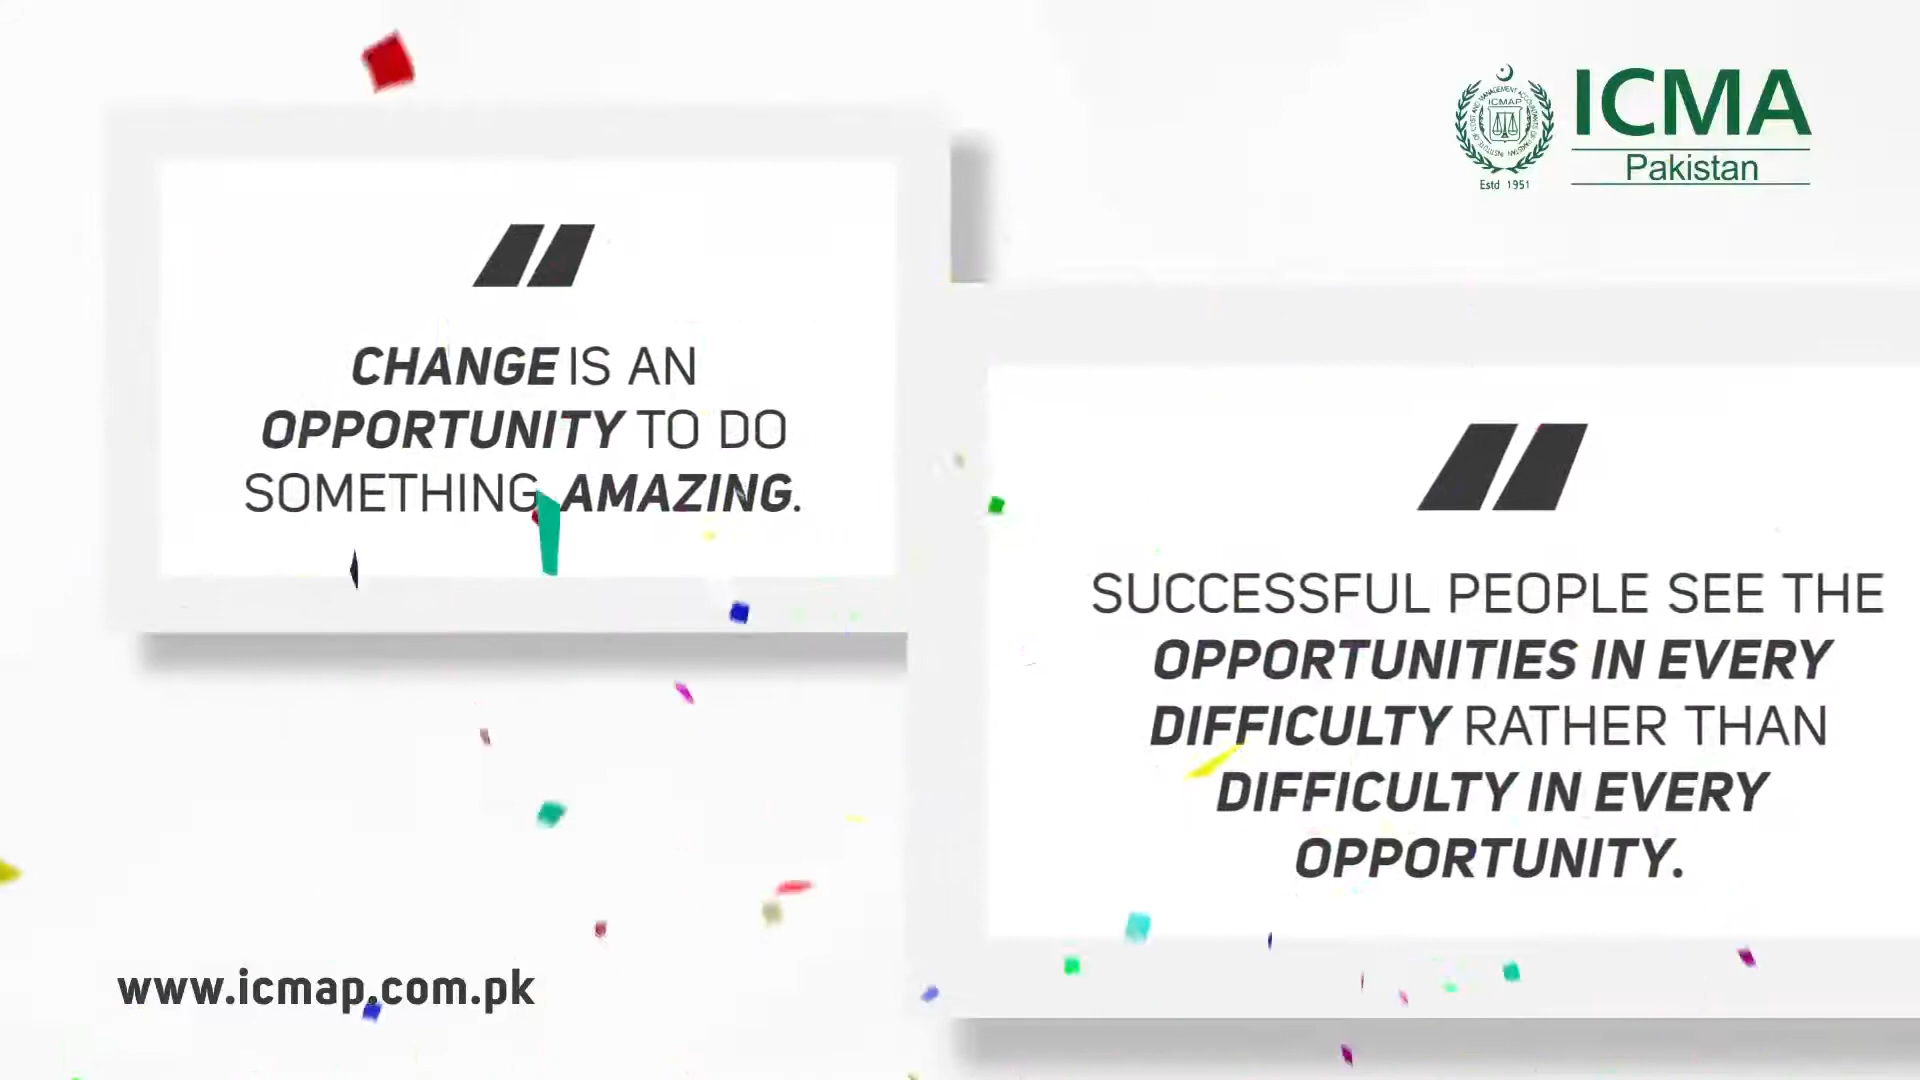 ICMA
Pakistan
ICMAP
Estd 1951
CHANGE IS AN
OPPORTUNITY TO DO
SOMETHING AMAZING.
SUCCESSFUL PEOPLE SEE THE
OPPORTUNITIES IN EVERY
DIFFICULTY RATHER THAN
DIFFICULTY IN EVERY
OPPORTUNITY.
www.icmap.com.pk